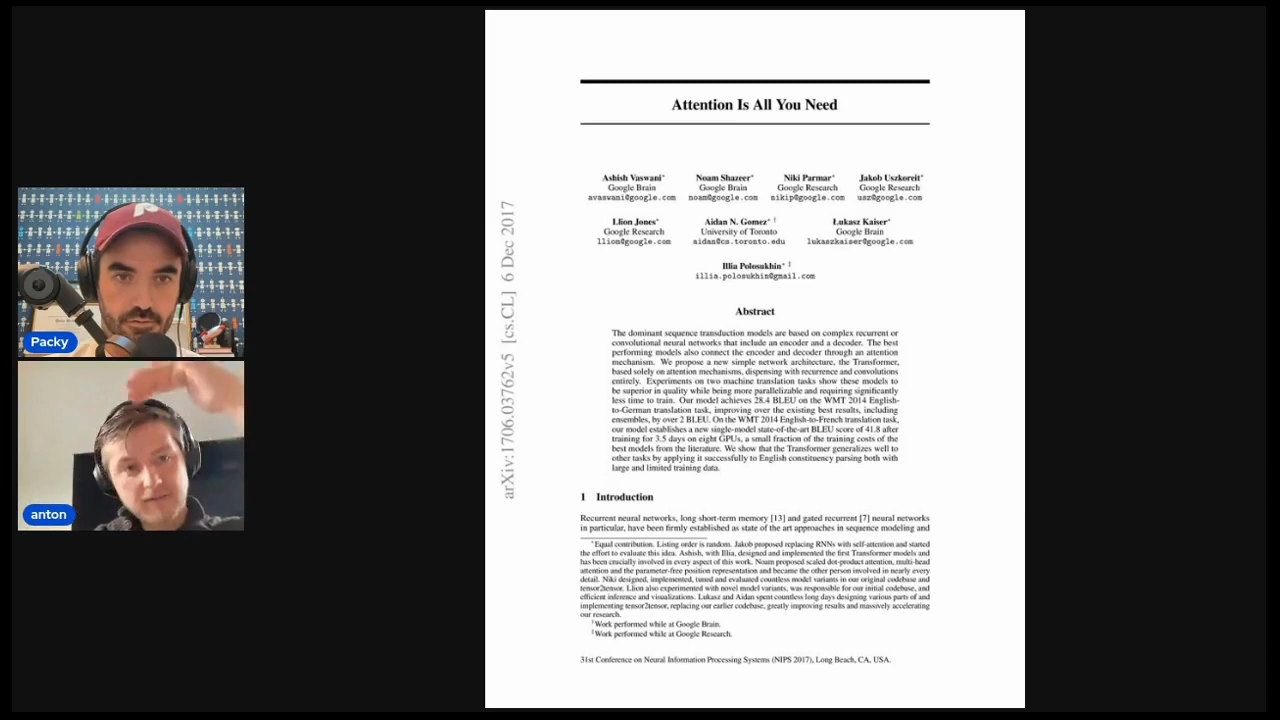 Attention Is All You Need
Ashish Vaswani* Noam Shazeer* Niki Parmar* Jakob Uszkoreit*
Google Brain Google Brain Google Research Google Research
avaswani@google.com noam@google.com nikip@google.com usz@google.com
Llion Jones* Aidan N. Gomez* † Łukasz Kaiser*
Google Research University of Toronto Google Brain
llion@google.com aidan@cs.toronto.edu lukaszkaiser@google.com
Illia Polosukhin* ‡
illia.polosukhin@gmail.com
Abstract
The dominant sequence transduction models are based on complex recurrent or
convolutional neural networks that include an encoder and a decoder. The best
performing models also connect the encoder and decoder through an attention
mechanism. We propose a new simple network architecture, the Transformer,
based solely on attention mechanisms, dispensing with recurrence and convolutions
entirely. Experiments on two machine translation tasks show these models to
be superior in quality while being more parallelizable and requiring significantly
less time to train. Our model achieves 28.4 BLEU on the WMT 2014 English-
to-German translation task, improving over the existing best results, including
ensembles, by over 2 BLEU. On the WMT 2014 English-to-French translation task,
our model establishes a new single-model state-of-the-art BLEU score of 41.8 after
training for 3.5 days on eight GPUs, a small fraction of the training costs of the
best models from the literature. We show that the Transformer generalizes well to
other tasks by applying it successfully to English constituency parsing both with
large and limited training data.
1 Introduction
Recurrent neural networks, long short-term memory [13] and gated recurrent [7] neural networks
in particular, have been firmly established as state of the art approaches in sequence modeling and
*Equal contribution. Listing order is random. Jakob proposed replacing RNNs with self-attention and started
the effort to evaluate this idea. Ashish, with Illia, designed and implemented the first Transformer models and
has been crucially involved in every aspect of this work. Noam proposed scaled dot-product attention, multi-head
attention and the parameter-free position representation and became the other person involved in nearly every
detail. Niki designed, implemented, tuned and evaluated countless model variants in our original codebase and
tensor2tensor. Llion also experimented with novel model variants, was responsible for our initial codebase, and
efficient inference and visualizations. Lukasz and Aidan spent countless long days designing various parts of and
implementing tensor2tensor, replacing our earlier codebase, greatly improving results and massively accelerating
our research.
†Work performed while at Google Brain.
‡Work performed while at Google Research.
31st Conference on Neural Information Processing Systems (NIPS 2017), Long Beach, CA, USA.
arXiv:1706.03762v5 [cs.CL] 6 Dec 2017
P
Packy
anton